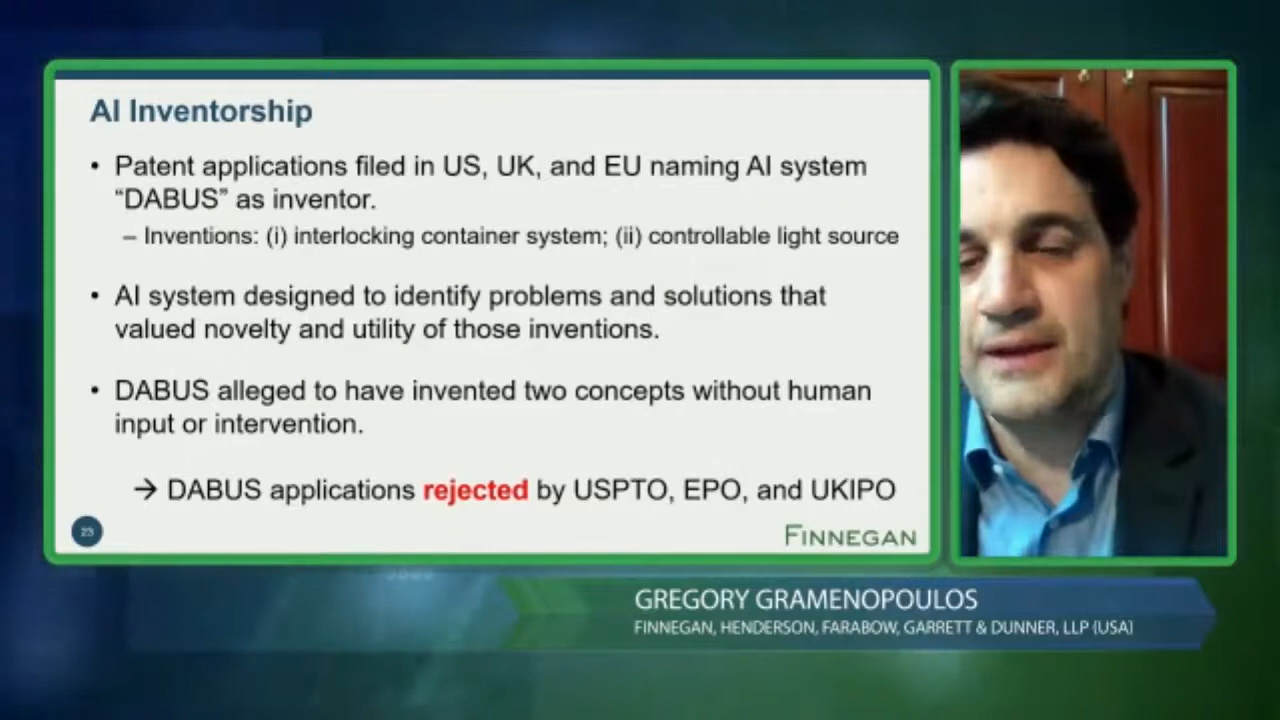 AI Inventorship
• Patent applications filed in US, UK, and EU naming AI system
“DABUS” as inventor.
– Inventions: (i) interlocking container system; (ii) controllable light source
• AI system designed to identify problems and solutions that
valued novelty and utility of those inventions.
• DABUS alleged to have invented two concepts without human
input or intervention.
→ DABUS applications rejected by USPTO, EPO, and UKIPO
23
FINNEGAN
GREGORY GRAMENOPOULOS
FINNEGAN, HENDERSON, FARABOW, GARRETT & DUNNER, LLP (USA)